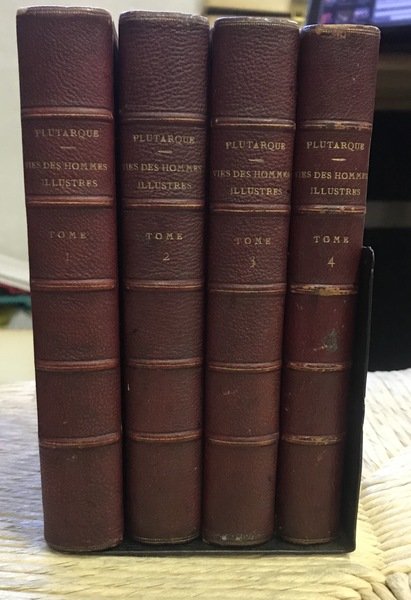 PLUTARQUE
VIES DES HOMMES
ILLUSTRES
TOME
1
PLUTARQUE
VIES DES HOMMES
ILLUSTRES
TOME
2
PLUTARQUE
VIES DES HOMMES
ILLUSTRES
TOME
3
PLUTARQUE
VIES DES HOMMES
ILLUSTRES
TOME
4